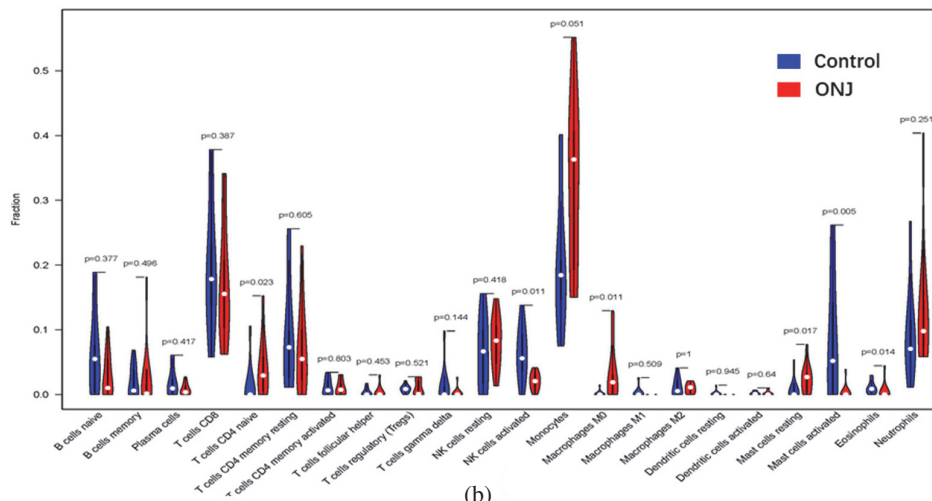 p=0.051
0.5
Control
ONJ
p=0.251
0.4
p=0.387
Fraction
0.3
p=0.605
p=0.005
0.2
p=0.377
p=0.496
p=0.023
p=0.418
p=0.011
p=0.011
p=0.144
0.1
p=0.417
p=0.803
p=0.453
p=0.521
p=0.509
p=1
p=0.945
p=0.64
p=0.017
p=0.014
0.0
B cells naive
B cells memory
Plasma cells
T cells CD8
T cells CD4 naive
T cells CD4 memory resting
T cells CD4 memory activated
T cells follicular helper
T cells regulatory (Tregs)
T cells gamma delta
NK cells resting
NK cells activated
Monocytes
Macrophages M0
Macrophages M1
Macrophages M2
Dendritic cells resting
Dendritic cells activated
Mast cells resting
Mast cells activated
Eosinophils
Neutrophils
(b)